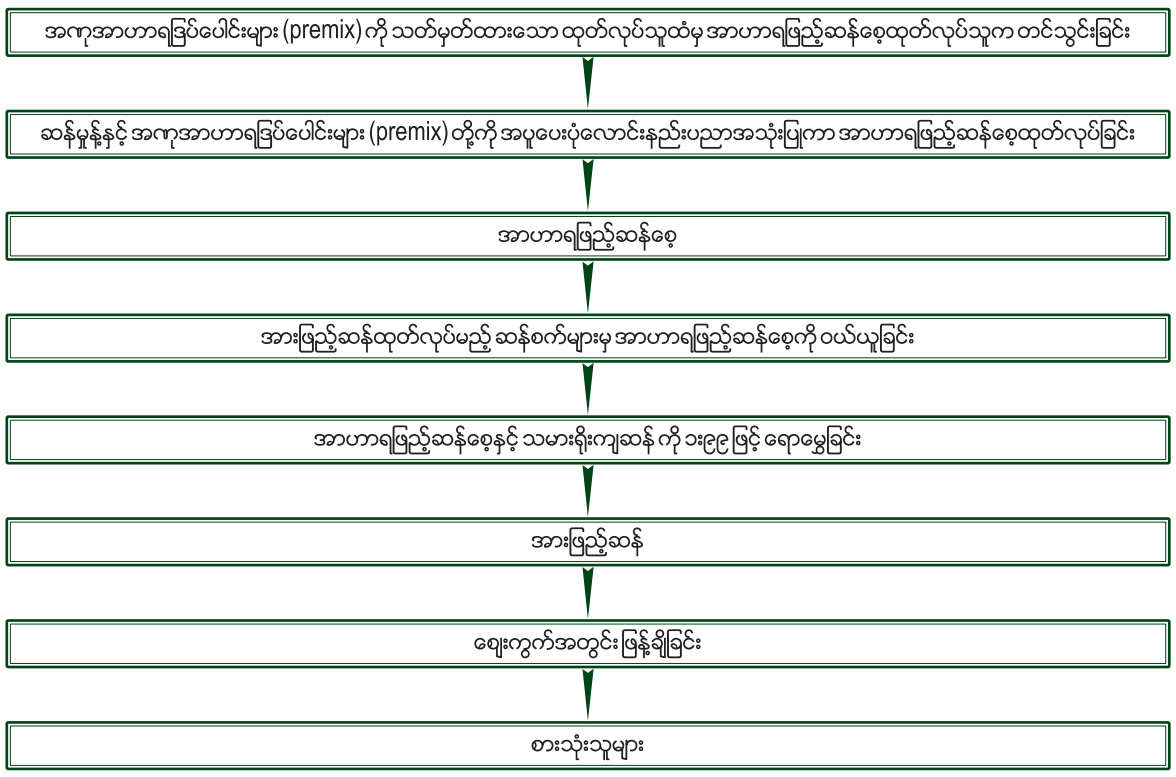 အဏုအာဟာရဒြပ်ပေါင်းများ (premix) ကို သတ်မှတ်ထားသော ထုတ်လုပ်သူထံမှ အာဟာရဖြည့်ဆန်စေ့ထုတ်လုပ်သူက တင်သွင်းခြင်း
ဆန်မှုန့်နှင့် အဏုအာဟာရဒြပ်ပေါင်းများ (premix) တို့ကို အပူပေးပုံလောင်းနည်းပညာအသုံးပြုကာ အာဟာရဖြည့်ဆန်စေ့ထုတ်လုပ်ခြင်း
အာဟာရဖြည့်ဆန်စေ့
အားဖြည့်ဆန်ထုတ်လုပ်မည့် ဆန်စက်များမှ အာဟာရဖြည့်ဆန်စေ့ကို ဝယ်ယူခြင်း
အာဟာရဖြည့်ဆန်စေ့နှင့် သမားရိုးကျဆန် ကို ၁း၉၉ ဖြင့် ရောမွှေခြင်း
အားဖြည့်ဆန်
ဈေးကွက်အတွင်း ဖြန့်ချိခြင်း
စားသုံးသူများ